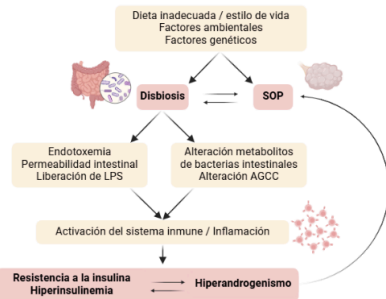 Dieta inadecuada / estilo de vida
Factores ambientales
Factores genéticos
Disbiosis
SOP
Endotoxemia
Permeabilidad intestinal
Liberación de LPS
Alteración metabolitos
de bacterias intestinales
Alteración AGCC
Activación del sistema inmune / Inflamación
Resistencia a la insulina
Hiperinsulinemia
Hiperandrogenismo